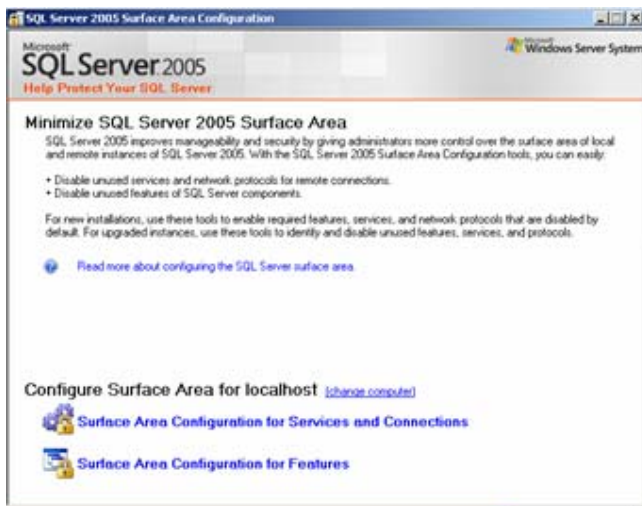 SQL Server 2005 Surface Area Configuration
Microsoft
SQL Server 2005
Help Protect Your SQL Server
Microsoft
Windows Server System
Minimize SQL Server 2005 Surface Area
SQL Server 2005 improves manageability and security by giving administrators more control over the surface area of local
and remote instances of SQL Server 2005. With the SQL Server 2005 Surface Area Configuration tools, you can easily:
• Disable unused services and network protocols for remote connections.
• Disable unused features of SQL Server components.
For new installations, use these tools to enable required features, services, and network protocols that are disabled by
default. For upgraded instances, use these tools to identify and disable unused features, services, and protocols.
Read more about configuring the SQL Server surface area.
Configure Surface Area for localhost (change computer)
Surface Area Configuration for Services and Connections
Surface Area Configuration for Features